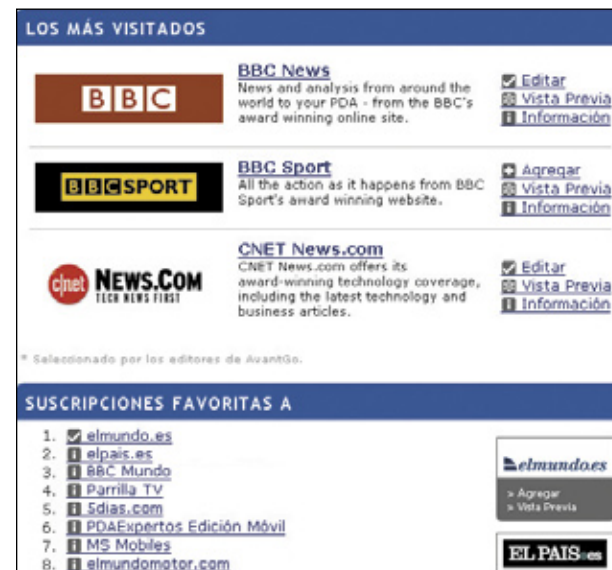 LOS MÁS VISITADOS
BBC
BBC News
News and analysis from around the
world to your PDA - from the BBC's
award winning online site.
Editar
Vista Previa
Información
BBC SPORT
BBC Sport
All the action as it happens from BBC
Sport's award winning website.
Agregar
Vista Previa
Información
c|net NEWS.COM
TECH NEWS FIRST
CNET News.com
CNET News.com offers its
award-winning technology coverage,
including the latest technology and
business articles.
Editar
Vista Previa
Información
* Seleccionado por los editores de AvantGo.
SUSCRIPCIONES FAVORITAS A
1. elmundo.es
2. elpais.es
3. BBC Mundo
4. Parrilla TV
5. 5dias.com
6. PDAExpertos Edición Móvil
7. MS Mobiles
8. elmundomotor.com
elmundo.es
» Agregar
» Vista Previa
EL PAIS.es